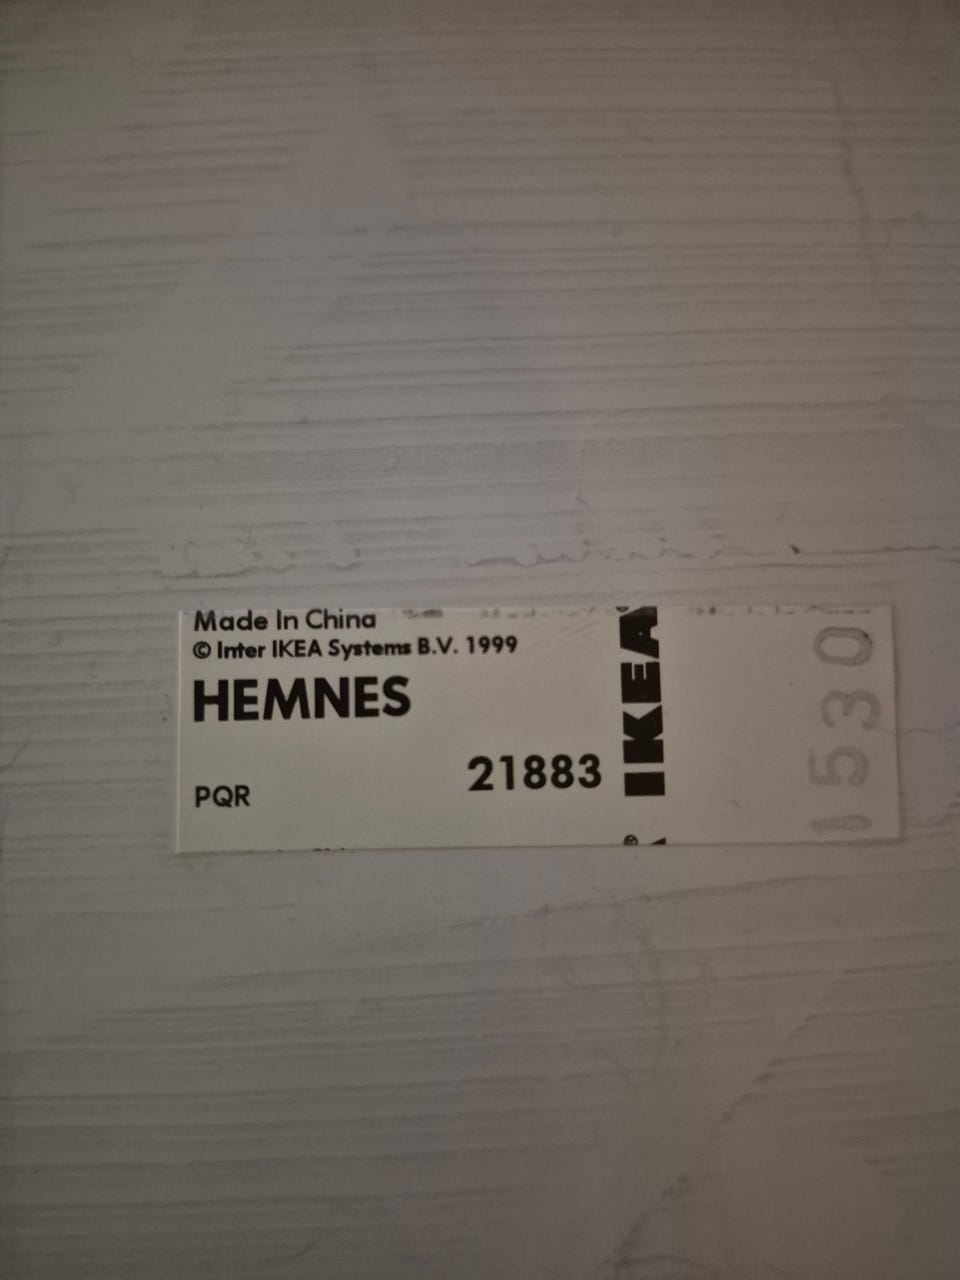 Made In China
© Inter IKEA Systems B.V. 1999
HEMNES
21883
PQR
IKEA
1530